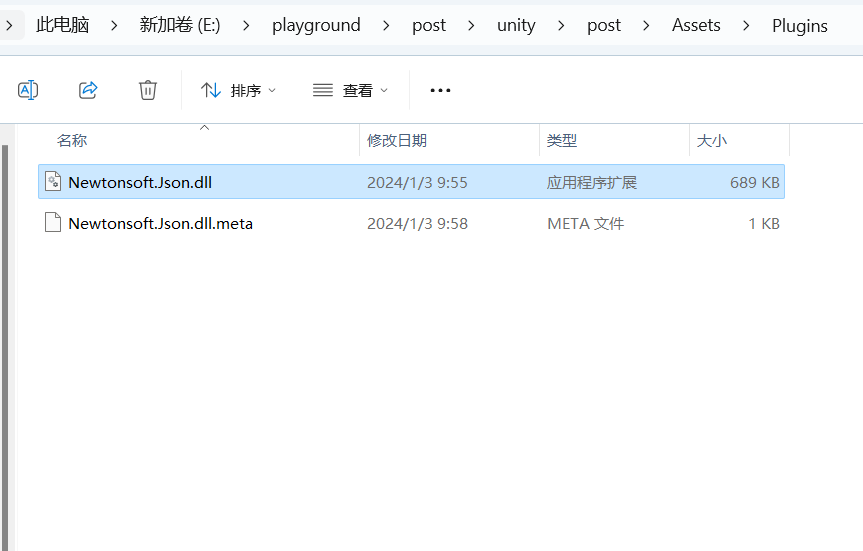 此电脑 新加卷 (E:) playground post unity post Assets Plugins
排序 查看
名称 修改日期 类型 大小
Newtonsoft.Json.dll 2024/1/3 9:55 应用程序扩展 689 KB
Newtonsoft.Json.dll.meta 2024/1/3 9:58 META 文件 1 KB